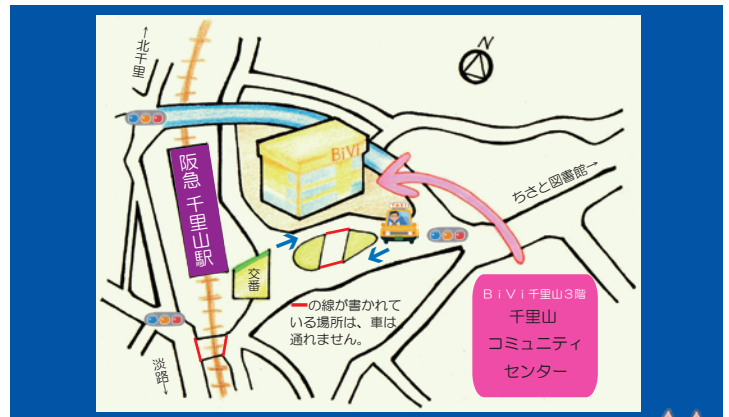 ←北千里
N
阪急 千里山駅
BiVi
TAXI
ちさと図書館→
交番
ーの線が書かれて
いる場所は、車は
通れません。
淡路→
BiVi千里山3階
千里山
コミュニティ
センター